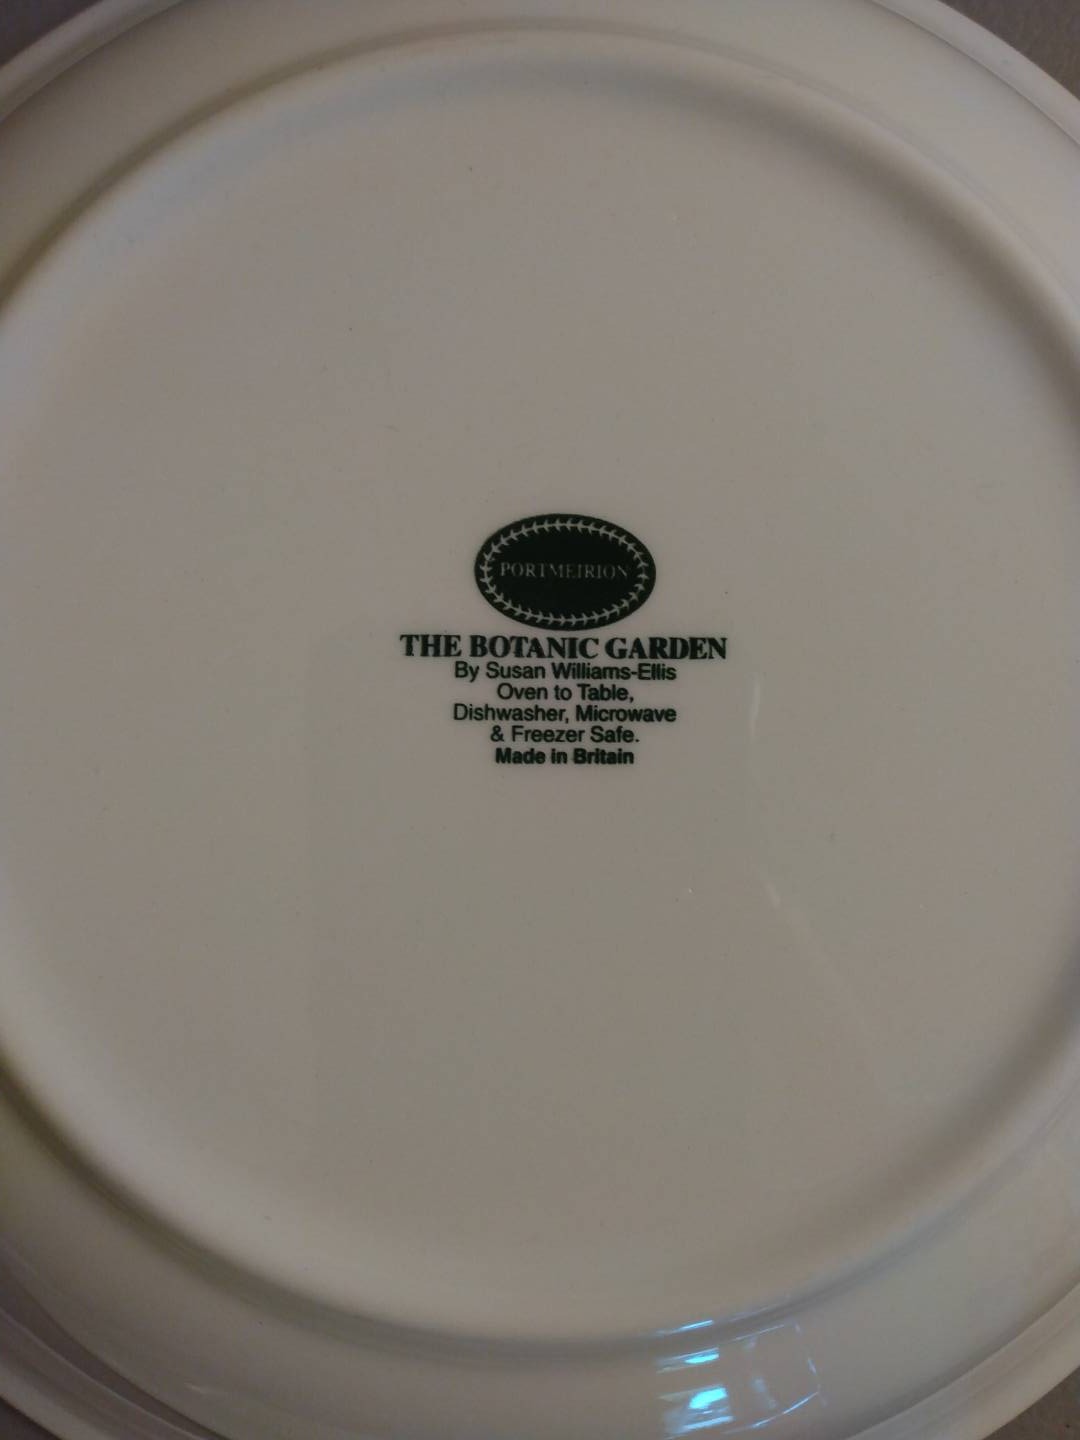 PORTMEIRION
THE BOTANIC GARDEN
By Susan Williams-Ellis
Oven to Table,
Dishwasher, Microwave
& Freezer Safe.
Made in Britain